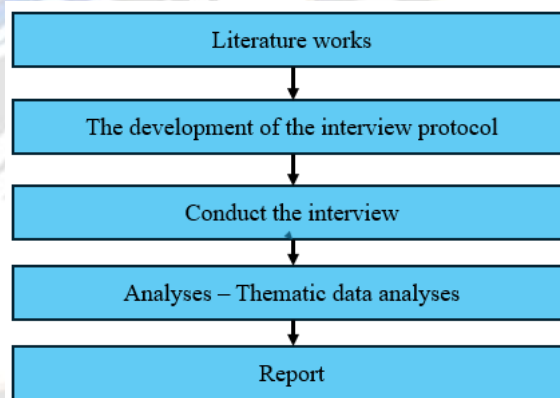 Literature works
The development of the interview protocol
Conduct the interview
Analyses – Thematic data analyses
Report